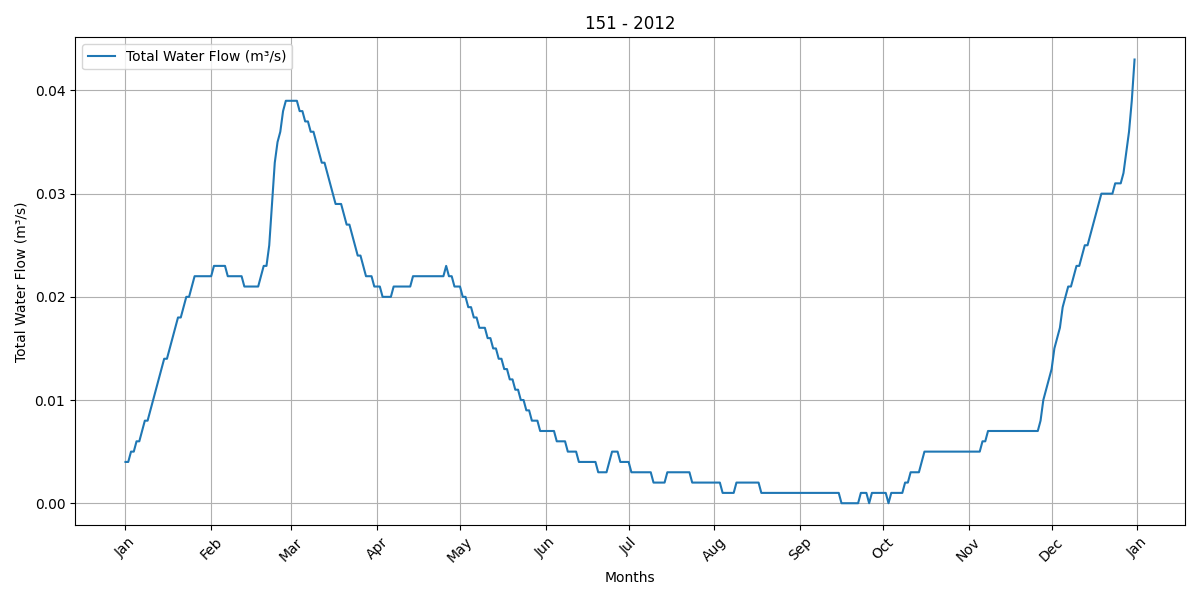 151 - 2012
Total Water Flow (m³/s)
Total Water Flow (m³/s)
0.04
0.03
0.02
0.01
0.00
Jan Feb Mar Apr May Jun Jul Aug Sep Oct Nov Dec Jan
Months